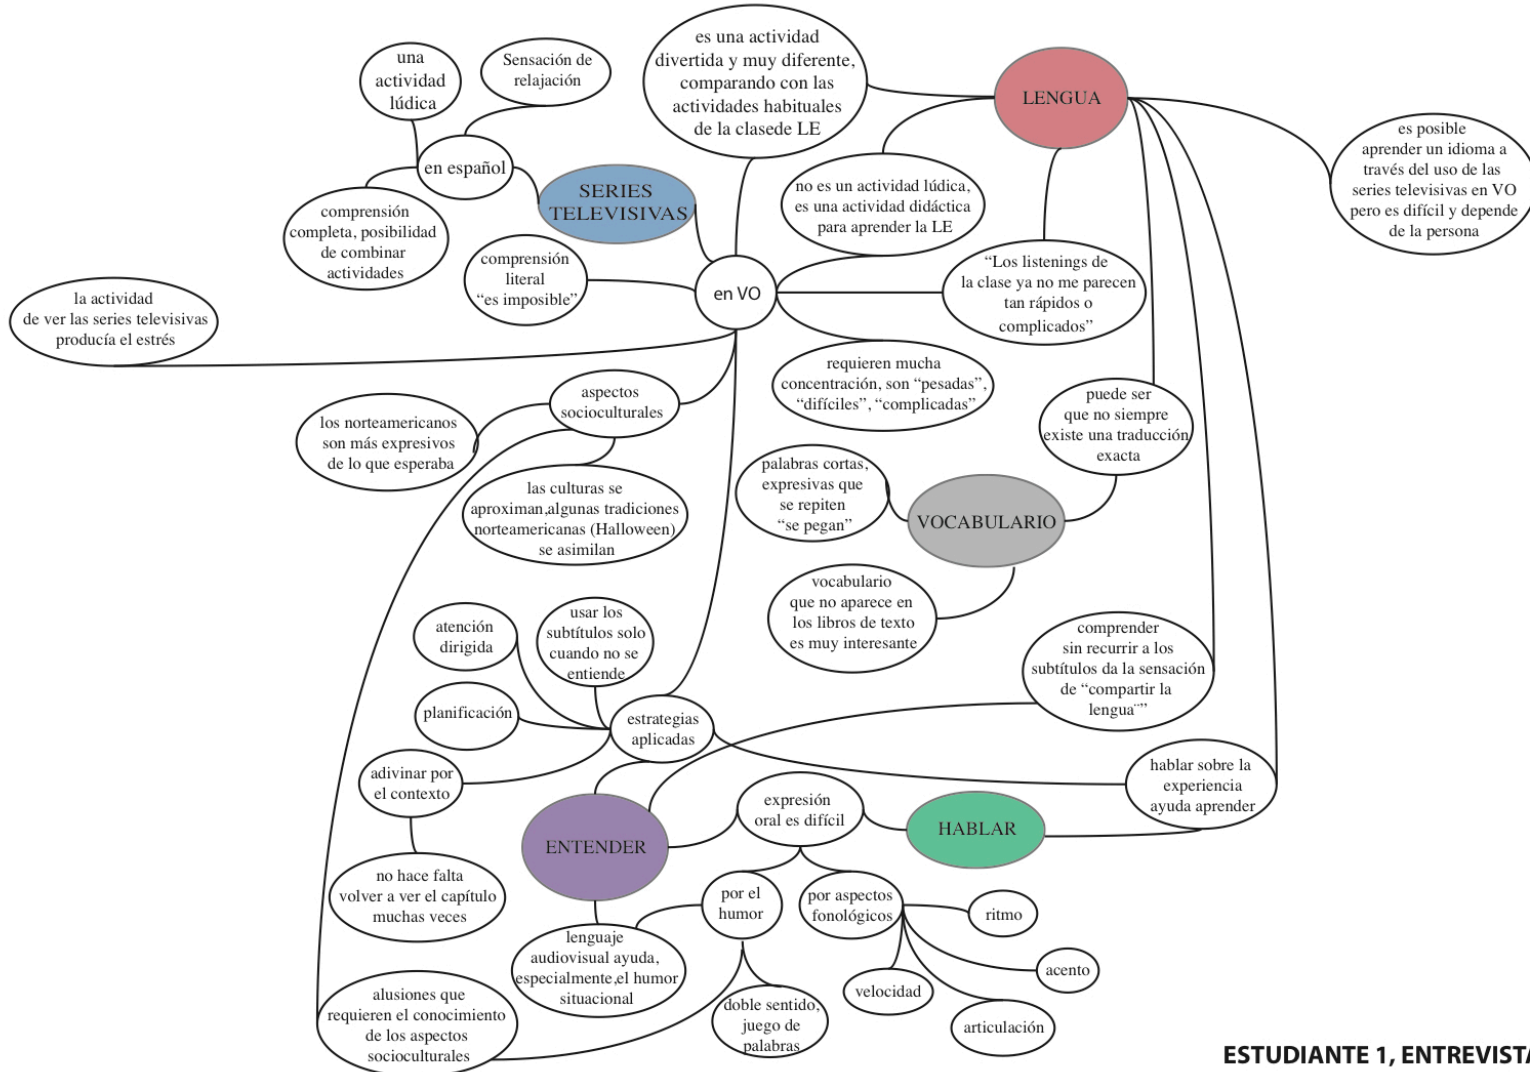 una
actividad
lúdica
Sensación de
relajación
en español
comprensión
completa, posibilidad
de combinar
actividades
SERIES
TELEVISIVAS
es una actividad
divertida y muy diferente,
comparando con las
actividades habituales
de la clasede LE
LENGUA
es posible
aprender un idioma a
través del uso de las
series televisivas en VO
pero es difícil y depende
de la persona
no es un actividad lúdica,
es una actividad didáctica
para aprender la LE
comprensión
literal
“es imposible”
en VO
“Los listenings de
la clase ya no me parecen
tan rápidos o
complicados”
la actividad
de ver las series televisivas
producía el estrés
requieren mucha
concentración, son “pesadas”,
“difíciles”, “complicadas”
aspectos
socioculturales
los norteamericanos
son más expresivos
de lo que esperaba
puede ser
que no siempre
existe una traducción
exacta
palabras cortas,
expresivas que
se repiten
“se pegan”
VOCABULARIO
las culturas se
aproximan,algunas tradiciones
norteamericanas (Halloween)
se asimilan
vocabulario
que no aparece en
los libros de texto
es muy interesante
atención
dirigida
usar los
subtítulos solo
cuando no se
entiende
comprender
sin recurrir a los
subtítulos da la sensación
de “compartir la
lengua¨”
planificación
estrategias
aplicadas
adivinar por
el contexto
hablar sobre la
experiencia
ayuda aprender
expresión
oral es difícil
HABLAR
ENTENDER
no hace falta
volver a ver el capítulo
muchas veces
por el
humor
por aspectos
fonológicos
ritmo
lenguaje
audiovisual ayuda,
especialmente,el humor
situacional
acento
velocidad
alusiones que
requieren el conocimiento
de los aspectos
socioculturales
doble sentido,
juego de
palabras
articulación
ESTUDIANTE 1, ENTREVISTA